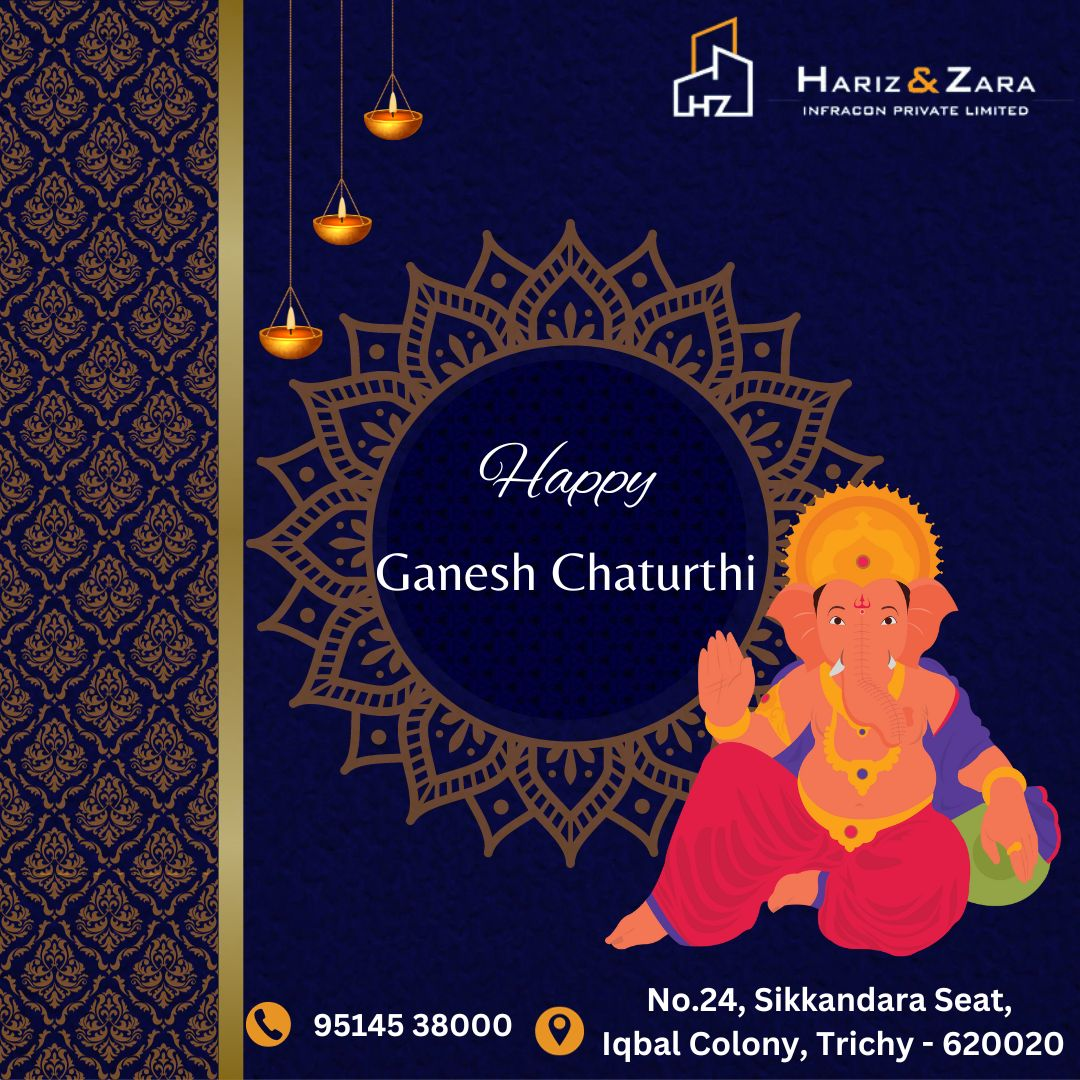 HZ
HARIZ & ZARA
INFRACON PRIVATE LIMITED
Happy
Ganesh Chaturthi
95145 38000
No.24, Sikkandara Seat,
Iqbal Colony, Trichy - 620020